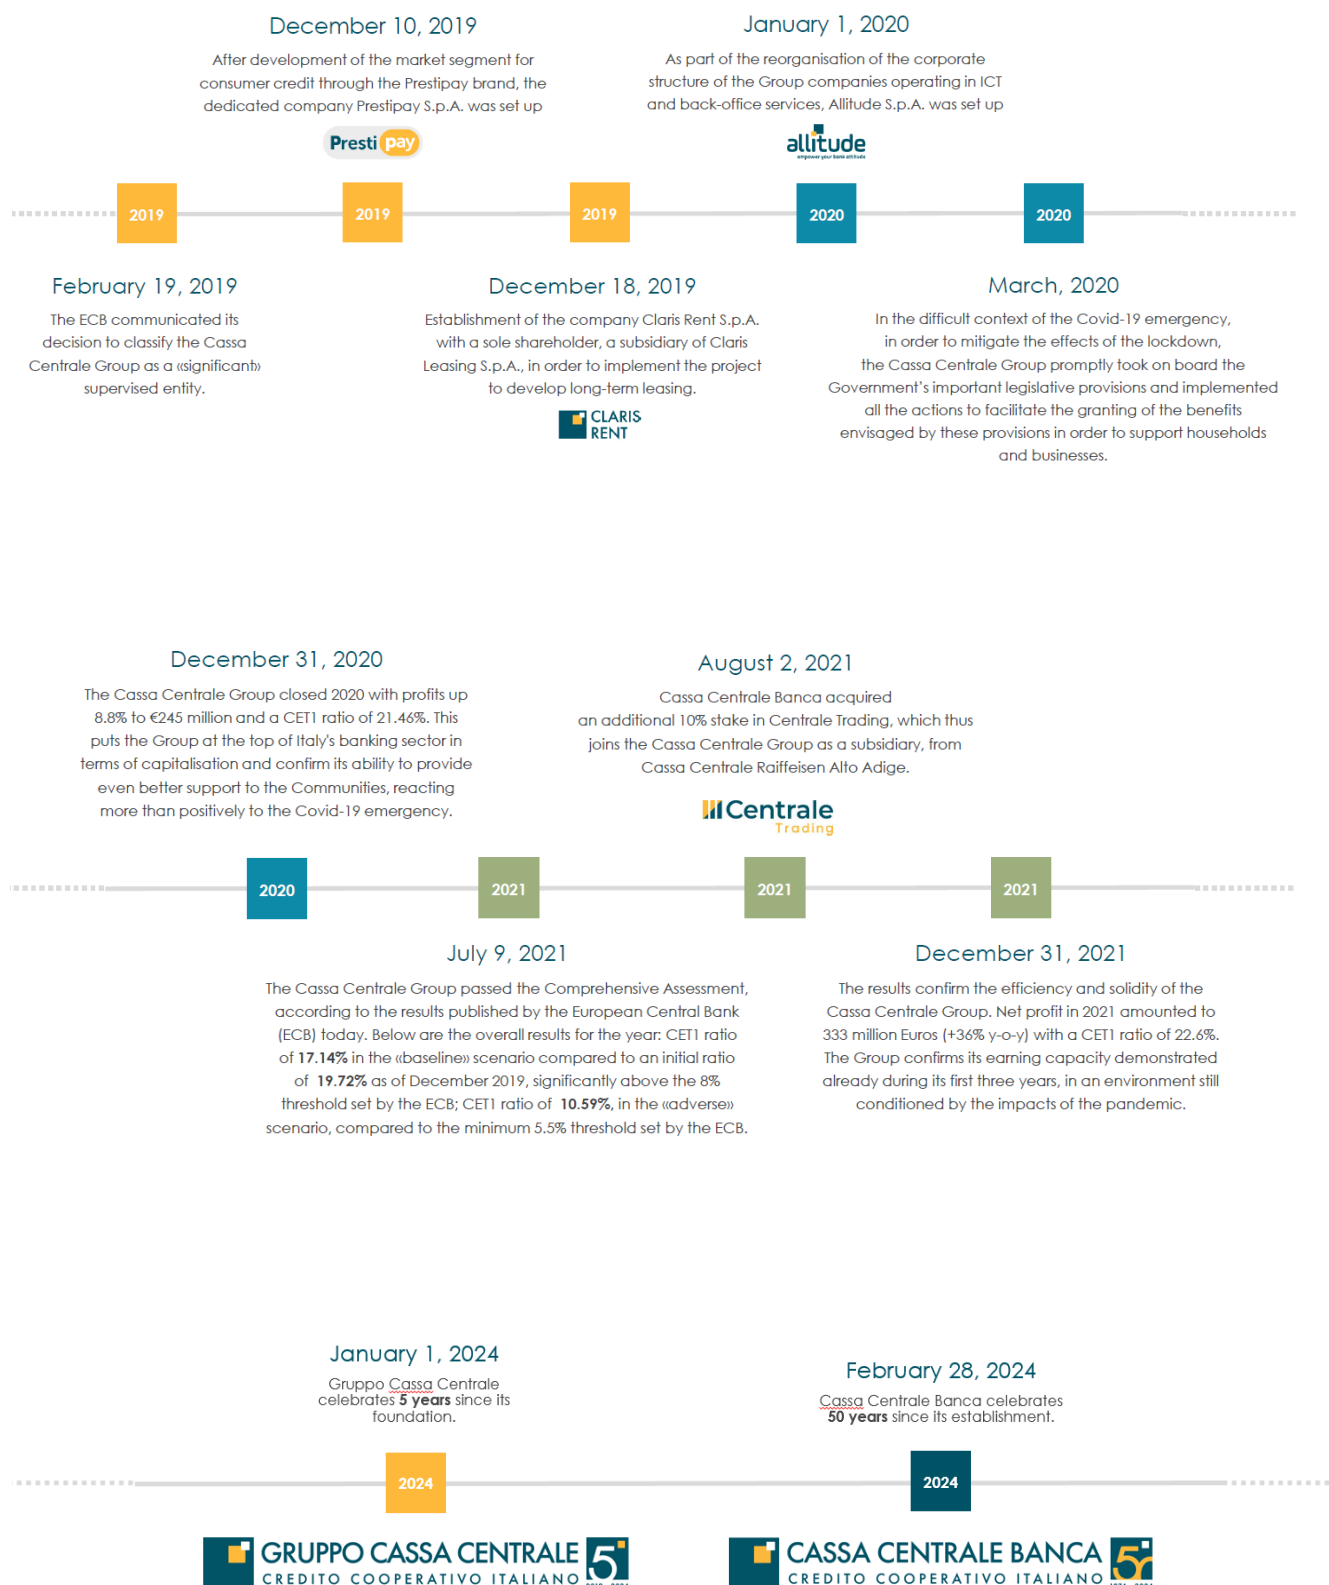 December 10, 2019
After development of the market segment for
consumer credit through the Prestipay brand, the
dedicated company Prestipay S.p.A. was set up
Presti pay
January 1, 2020
As part of the reorganisation of the corporate
structure of the Group companies operating in ICT
and back-office services, Allitude S.p.A. was set up
allitude
empower your bank attitude
2019
2019
2019
2020
2020
February 19, 2019
The ECB communicated its
decision to classify the Cassa
Centrale Group as a «significant»
supervised entity.
December 18, 2019
Establishment of the company Claris Rent S.p.A.
with a sole shareholder, a subsidiary of Claris
Leasing S.p.A., in order to implement the project
to develop long-term leasing.
CLARIS
RENT
March, 2020
In the difficult context of the Covid-19 emergency,
in order to mitigate the effects of the lockdown,
the Cassa Centrale Group promptly took on board the
Government's important legislative provisions and implemented
all the actions to facilitate the granting of the benefits
envisaged by these provisions in order to support households
and businesses.
December 31, 2020
The Cassa Centrale Group closed 2020 with profits up
8.8% to €245 million and a CET1 ratio of 21.46%. This
puts the Group at the top of Italy's banking sector in
terms of capitalisation and confirm its ability to provide
even better support to the Communities, reacting
more than positively to the Covid-19 emergency.
August 2, 2021
Cassa Centrale Banca acquired
an additional 10% stake in Centrale Trading, which thus
joins the Cassa Centrale Group as a subsidiary, from
Cassa Centrale Raiffeisen Alto Adige.
Centrale
Trading
2020
2021
2021
2021
July 9, 2021
The Cassa Centrale Group passed the Comprehensive Assessment,
according to the results published by the European Central Bank
(ECB) today. Below are the overall results for the year: CET1 ratio
of 17.14% in the «baseline» scenario compared to an initial ratio
of 19.72% as of December 2019, significantly above the 8%
threshold set by the ECB; CET1 ratio of 10.59%, in the «adverse»
scenario, compared to the minimum 5.5% threshold set by the ECB.
December 31, 2021
The results confirm the efficiency and solidity of the
Cassa Centrale Group. Net profit in 2021 amounted to
333 million Euros (+36% y-o-y) with a CET1 ratio of 22.6%.
The Group confirms its earning capacity demonstrated
already during its first three years, in an environment still
conditioned by the impacts of the pandemic.
January 1, 2024
Gruppo Cassa Centrale
celebrates 5 years since its
foundation.
February 28, 2024
Cassa Centrale Banca celebrates
50 years since its establishment.
2024
2024
GRUPPO CASSA CENTRALE 5
CREDITO COOPERATIVO ITALIANO
CASSA CENTRALE BANCA 50
CREDITO COOPERATIVO ITALIANO